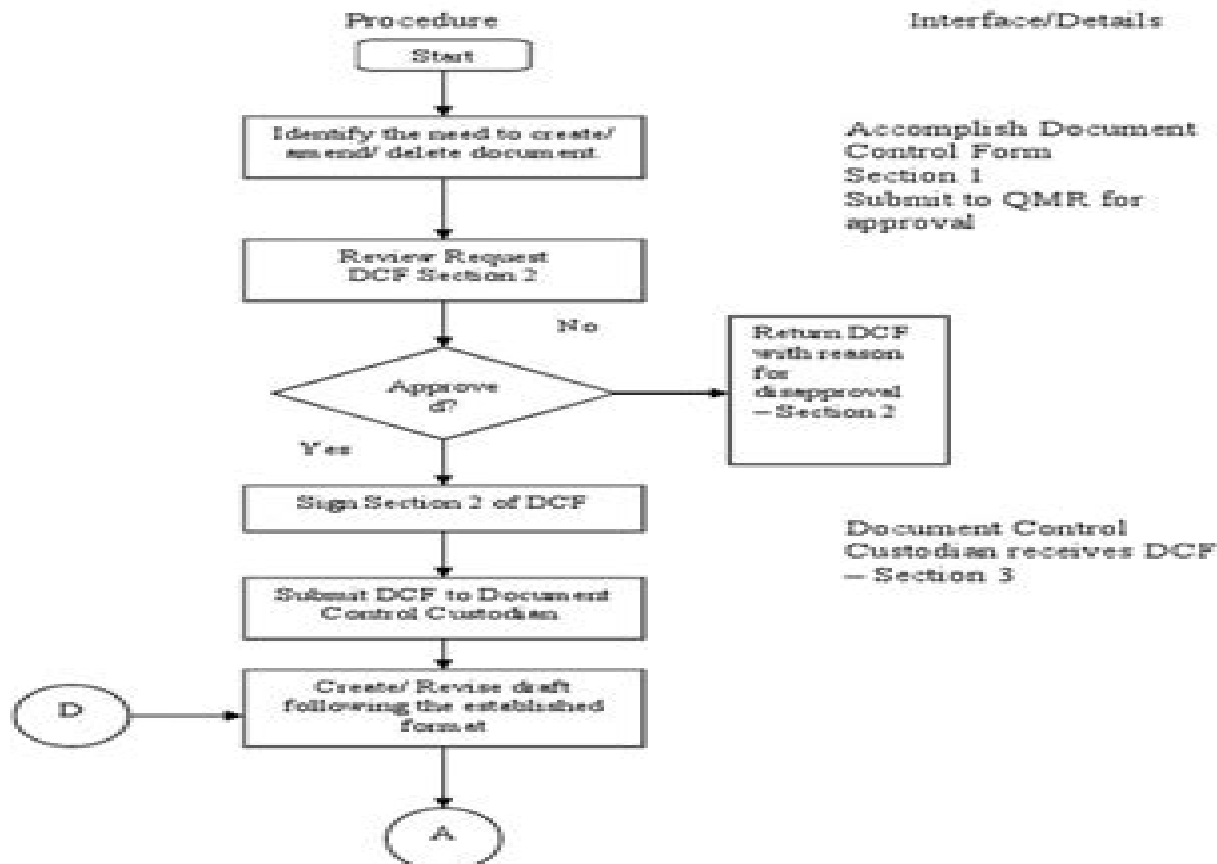 Procedure
Interface/Details
Start
Identify the need to create/
amend/ delete document
Accomplish Document
Control Form
Section 1
Submit to QMR for
approval
Review Request
DCF Section 2
No
Return DCF
with reason
for
disapproval
– Section 2
Approve
d?
Yes
Sign Section 2 of DCF
Document Control
Custodian receives DCF
– Section 3
Submit DCF to Document
Control Custodian
Create/ Revise draft
following the established
format
D
A